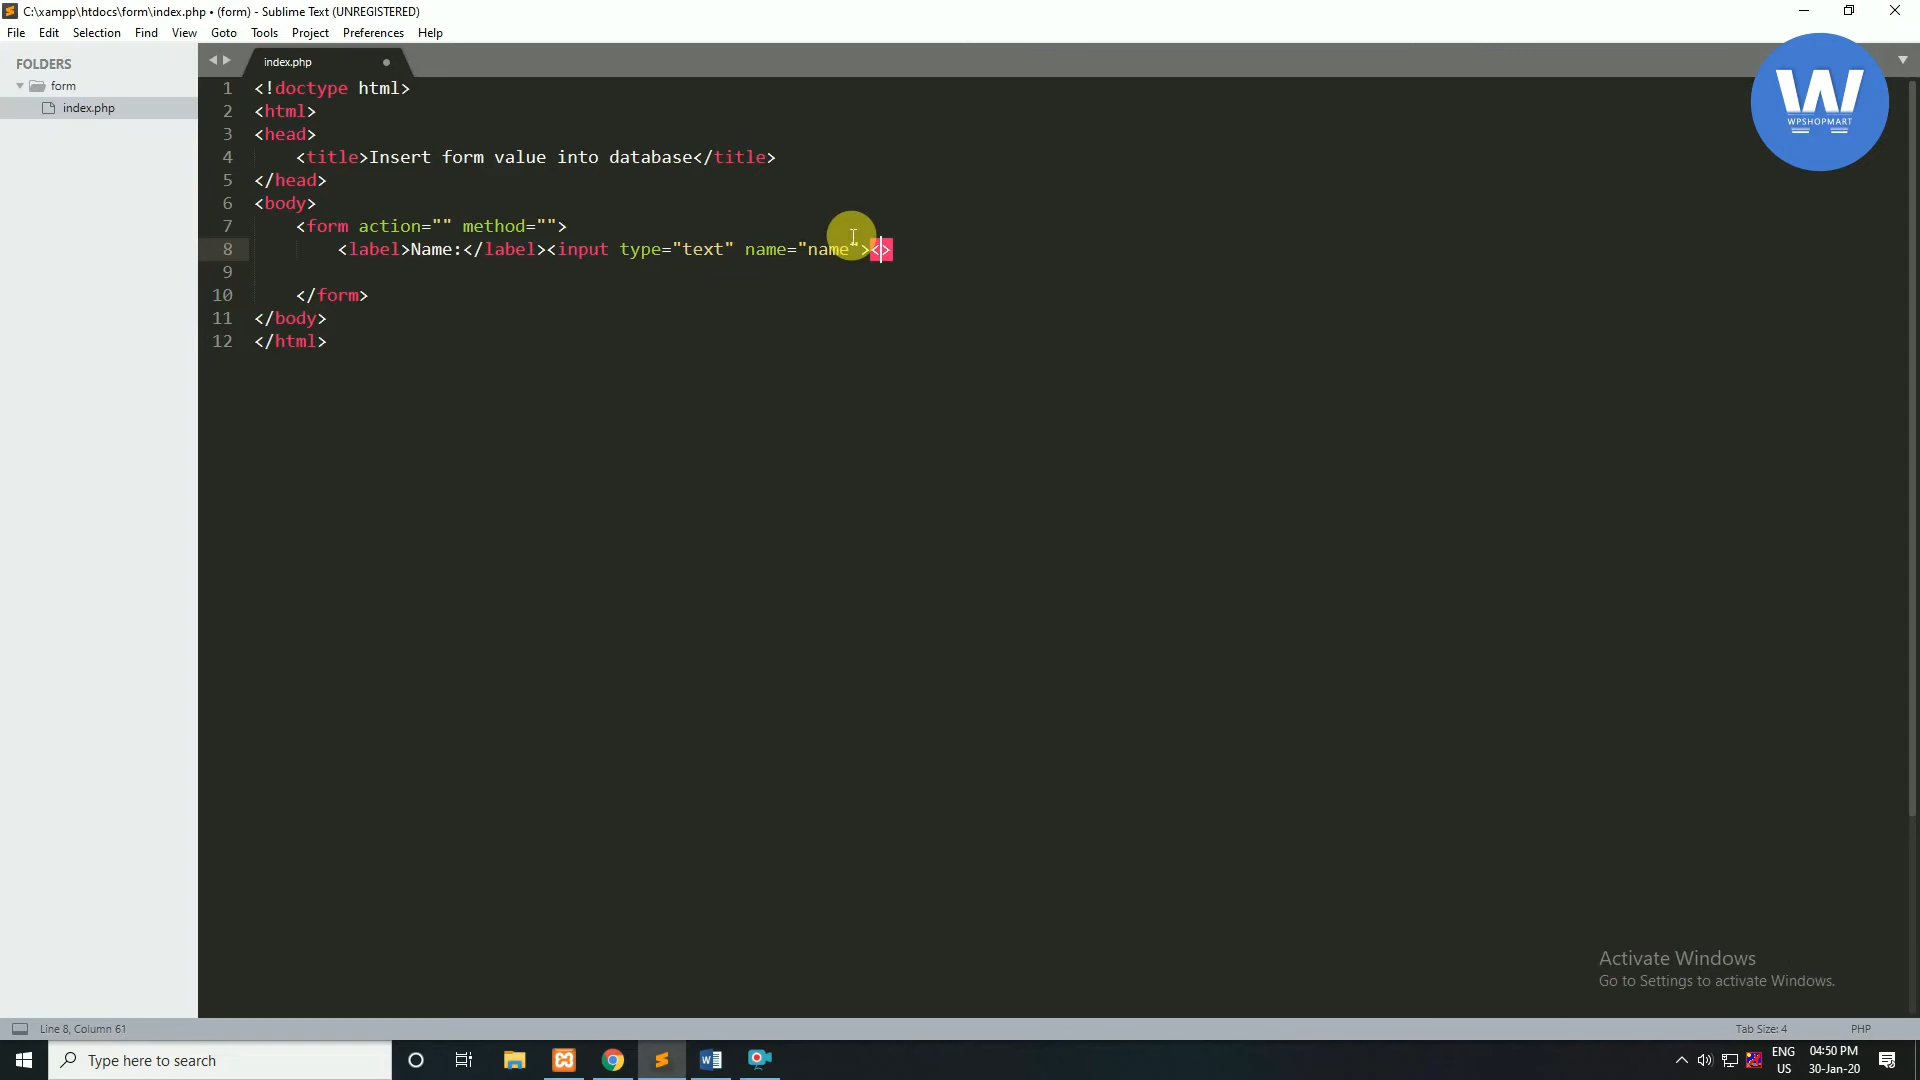 C:\xampp\htdocs\form\index.php • (form) - Sublime Text (UNREGISTERED)
File Edit Selection Find View Goto Tools Project Preferences Help
FOLDERS
form
index.php
index.php
1 <!doctype html>
2 <html>
3 <head>
4 <title>Insert form value into database</title>
5 </head>
6 <body>
7 <form action="" method="">
8 <label>Name:</label><input type="text" name="name"><>
9
10 </form>
11 </body>
12 </html>
W
WPSHOPMART
Activate Windows
Go to Settings to activate Windows.
Line 8, Column 61
Tab Size: 4
PHP
Type here to search
ENG
US
04:50 PM
30-Jan-20